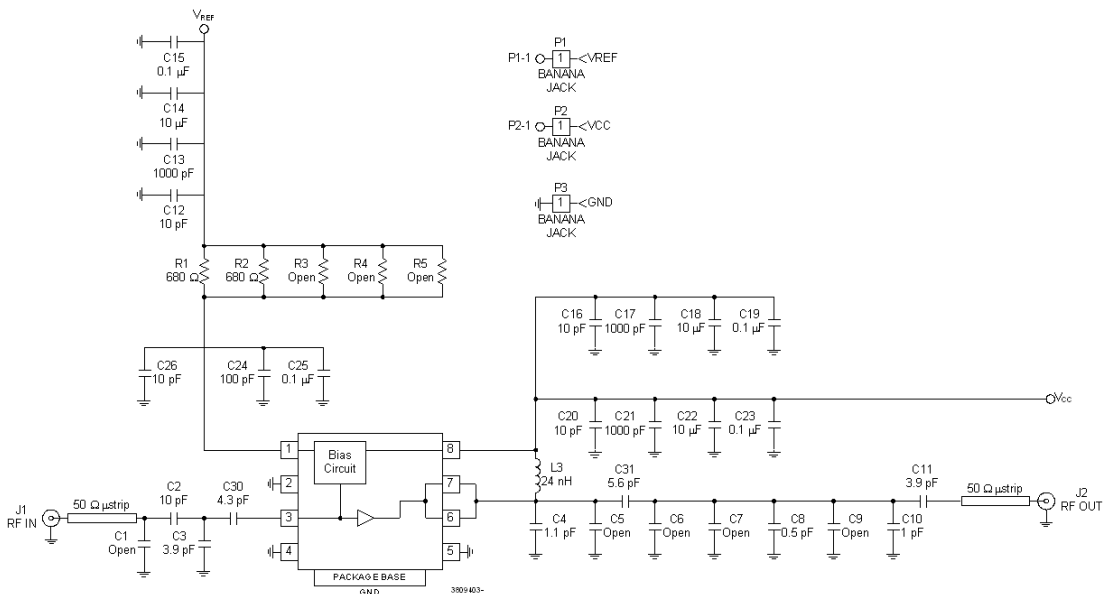 VREF
C15
0.1 µF
C14
10 µF
C13
1000 pF
C12
10 pF
P1
P1-1
1
VREF
BANANA
JACK
P2
P2-1
1
VCC
BANANA
JACK
P3
1
GND
BANANA
JACK
R1
680 Ω
R2
680 Ω
R3
Open
R4
Open
R5
Open
C26
10 pF
C24
100 pF
C25
0.1 µF
C16
10 pF
C17
1000 pF
C18
10 µF
C19
0.1 µF
VCC
C20
10 pF
C21
1000 pF
C22
10 µF
C23
0.1 µF
1
Bias
Circuit
8
2
7
3
6
4
5
PACKAGE BASE
GND
3809403-
J1
RF IN
50 Ω µstrip
C1
Open
C2
10 pF
C3
3.9 pF
C30
4.3 pF
L3
24 nH
C31
5.6 pF
C4
1.1 pF
C5
Open
C6
Open
C7
Open
C8
0.5 pF
C9
Open
C10
1 pF
C11
3.9 pF
50 Ω µstrip
J2
RF OUT